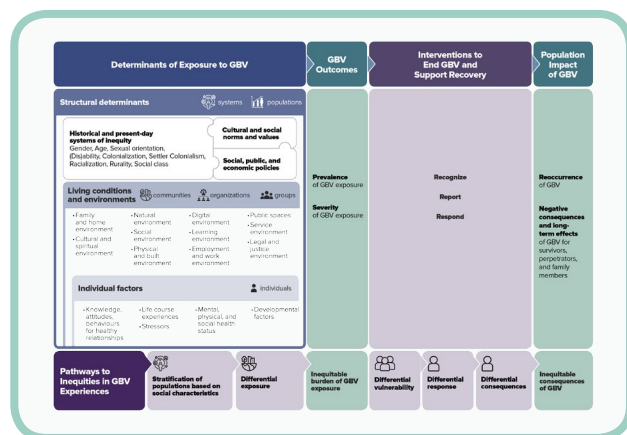 Determinants of Exposure to GBV
GBV
Outcomes
Interventions to
End GBV and
Support Recovery
Population
Impact
of GBV
Structural determinants
systems
populations
Historical and present-day
systems of inequity
Gender, Age, Sexual orientation,
(Dis)ability, Colonialization, Settler Colonialism,
Racialization, Rurality, Social class
Cultural and social
norms and values
Social, public, and
economic policies
Living conditions
and environments
communities
organizations
groups
• Family
and home
environment
• Cultural and
spiritual
environment
• Natural
environment
• Social
environment
• Physical
and built
environment
• Digital
environment
• Learning
environment
• Employment
and work
environment
• Public spaces
• Service
environment
• Legal and
justice
environment
Individual factors
individuals
• Knowledge,
attitudes,
behaviours
for healthy
relationships
• Life course
experiences
• Stressors
• Mental,
physical, and
social health
status
• Developmental
factors
Prevalence
of GBV exposure
Severity
of GBV exposure
Recognize
Report
Respond
Reoccurrence
of GBV
Negative
consequences
and long-
term effects
of GBV for
survivors,
perpetrators,
and family
members
Pathways to
Inequities in GBV
Experiences
Stratification of
populations based on
social characteristics
Differential
exposure
Inequitable
burden of GBV
exposure
Differential
vulnerability
Differential
response
Differential
consequences
Inequitable
consequences
of GBV